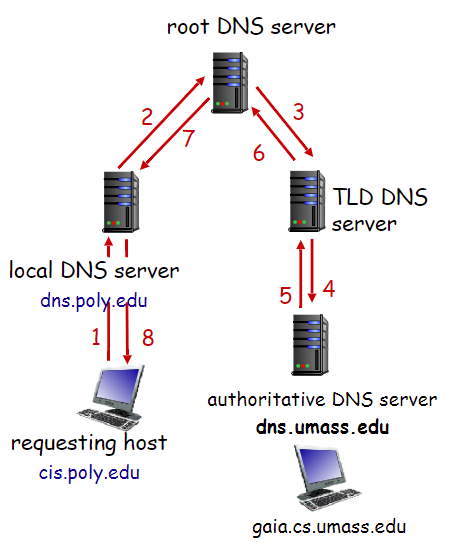 root DNS server
2
3
7
6
TLD DNS
server
local DNS server
dns.poly.edu
5
4
1
8
authoritative DNS server
dns.umass.edu
requesting host
cis.poly.edu
gaia.cs.umass.edu